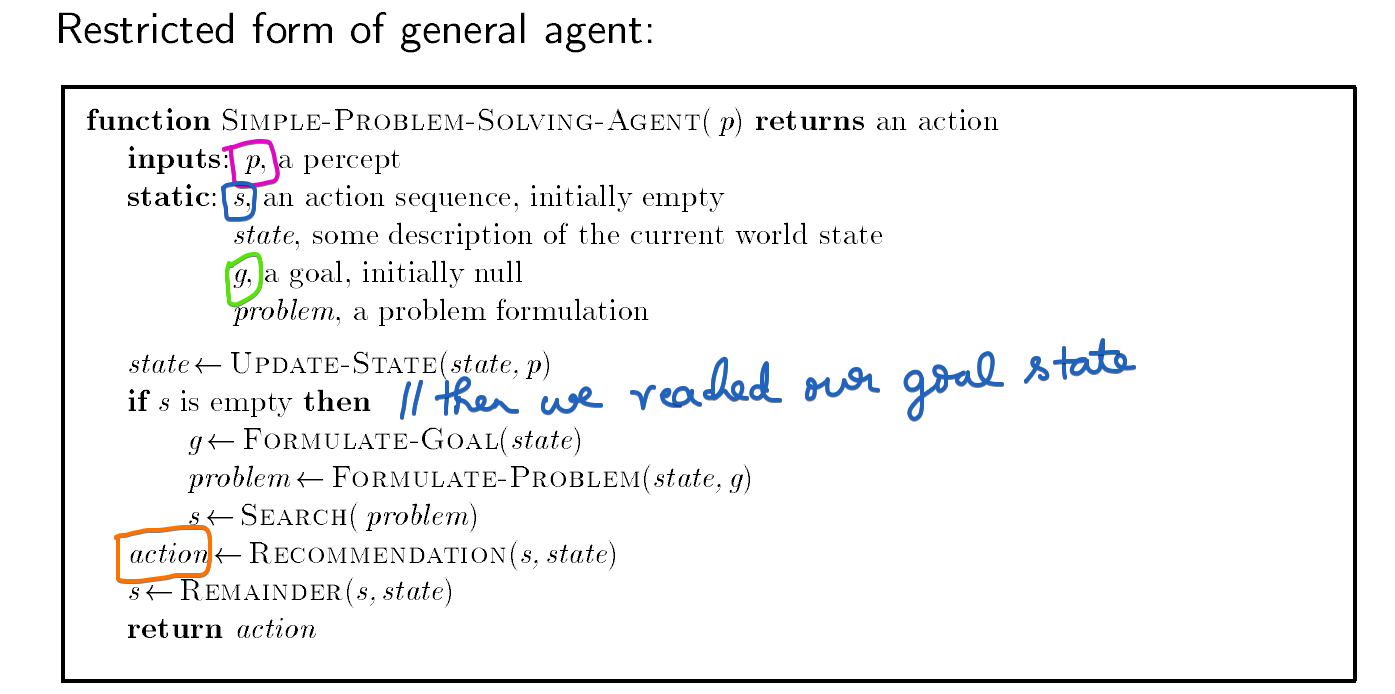 Restricted form of general agent:
function SIMPLE-PROBLEM-SOLVING-AGENT( p) returns an action
inputs: p, a percept
static: s, an action sequence, initially empty
state, some description of the current world state
g, a goal, initially null
problem, a problem formulation
state ← UPDATE-STATE(state, p)
if s is empty then // then we reached our goal state
g ← FORMULATE-GOAL(state)
problem ← FORMULATE-PROBLEM(state, g)
s ← SEARCH( problem)
action ← RECOMMENDATION(s, state)
s ← REMAINDER(s, state)
return action